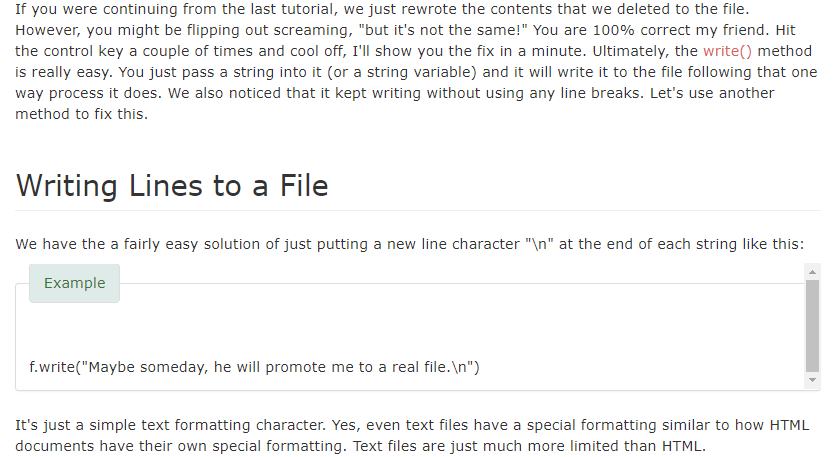 If you were continuing from the last tutorial, we just rewrote the contents that we deleted to the file.
However, you might be flipping out screaming, "but it's not the same!" You are 100% correct my friend. Hit
the control key a couple of times and cool off, I'll show you the fix in a minute. Ultimately, the write() method
is really easy. You just pass a string into it (or a string variable) and it will write it to the file following that one
way process it does. We also noticed that it kept writing without using any line breaks. Let's use another
method to fix this.
Writing Lines to a File
We have the a fairly easy solution of just putting a new line character "\n" at the end of each string like this:
Example
f.write("Maybe someday, he will promote me to a real file.\n")
It's just a simple text formatting character. Yes, even text files have a special formatting similar to how HTML
documents have their own special formatting. Text files are just much more limited than HTML.